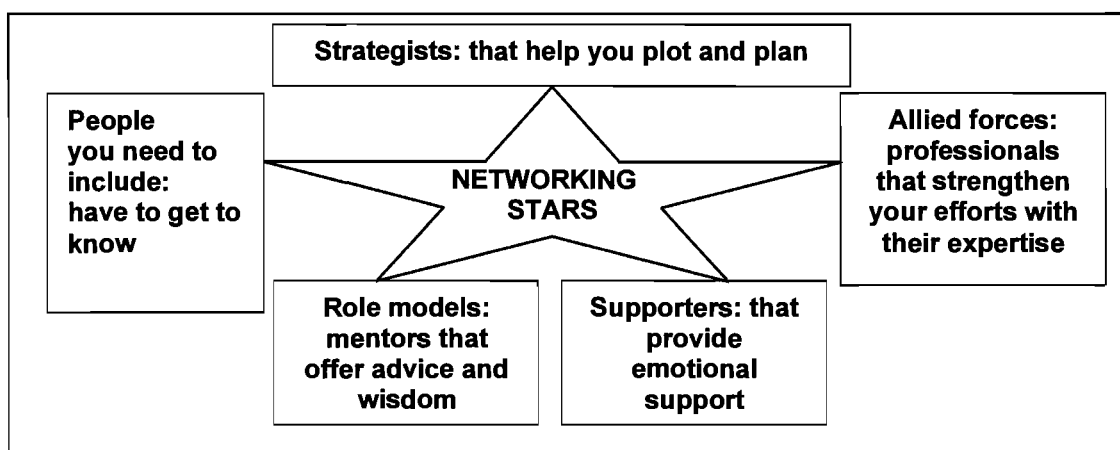 Strategists: that help you plot and plan
People
you need to
include:
have to get to
know
NETWORKING
STARS
Allied forces:
professionals
that strengthen
your efforts with
their expertise
Role models:
mentors that
offer advice and
wisdom
Supporters: that
provide
emotional
support